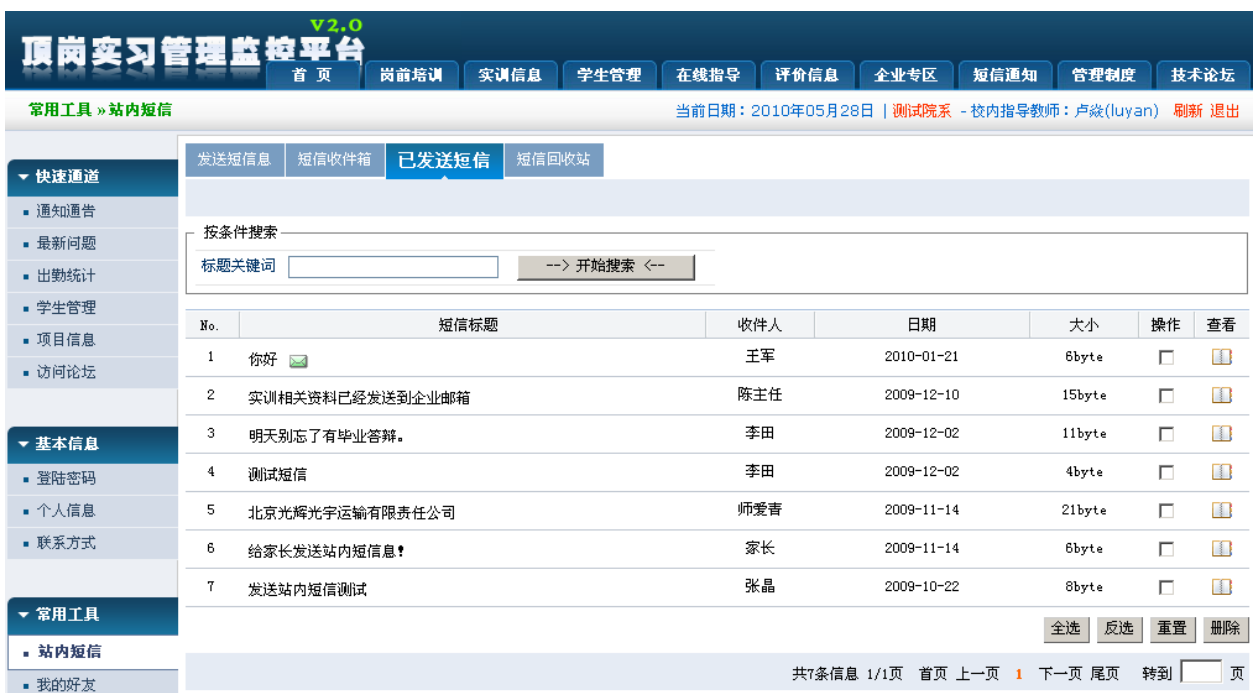 V2.0
顶岗实习管理监控平台
首 页 岗前培训 实训信息 学生管理 在线指导 评价信息 企业专区 短信通知 管理制度 技术论坛
常用工具 » 站内短信
当前日期：2010年05月28日 | 测试院系 - 校内指导教师：卢焱(luyan) 刷新 退出
发送短信息 短信收件箱 已发送短信 短信回收站
快速通道
通知通告
最新问题
出勤统计
学生管理
项目信息
访问论坛
基本信息
登陆密码
个人信息
联系方式
常用工具
站内短信
我的好友
按条件搜索
标题关键词 --> 开始搜索 <--
No. 短信标题 收件人 日期 大小 操作 查看
1 你好 王军 2010-01-21 6byte
2 实训相关资料已经发送到企业邮箱 陈主任 2009-12-10 15byte
3 明天别忘了有毕业答辩。 李田 2009-12-02 11byte
4 测试短信 李田 2009-12-02 4byte
5 北京光辉光宇运输有限责任公司 师爱青 2009-11-14 21byte
6 给家长发送站内短信息！ 家长 2009-11-14 6byte
7 发送站内短信测试 张晶 2009-10-22 8byte
全选 反选 重置 删除
共7条信息 1/1页 首页 上一页 1 下一页 尾页 转到 页